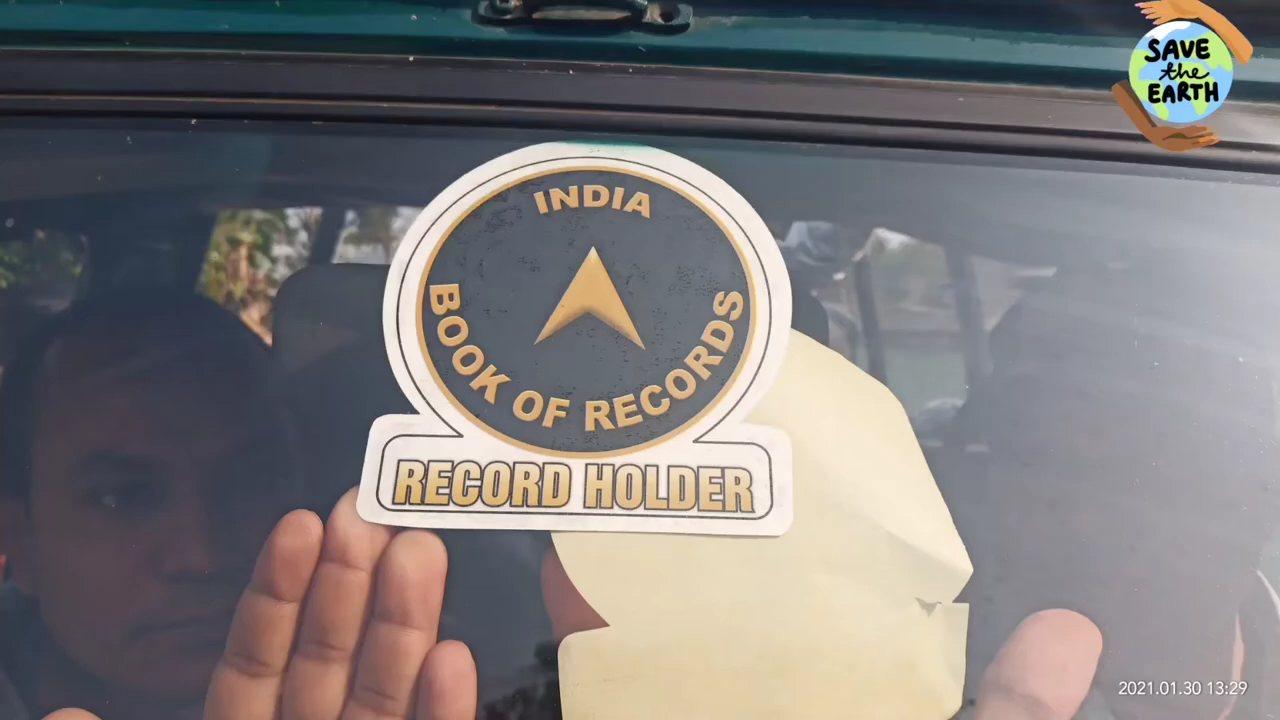 SAVE
the
EARTH
INDIA
BOOK OF RECORDS
RECORD HOLDER
2021.01.30 13:29